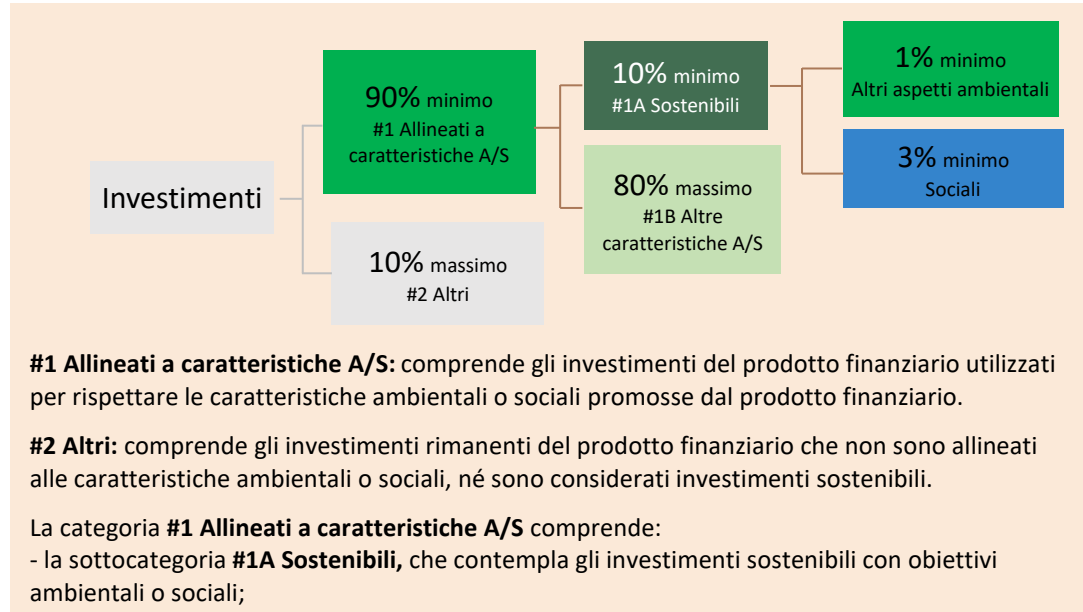 Investimenti
90% minimo
#1 Allineati a
caratteristiche A/S
10% massimo
#2 Altri
10% minimo
#1A Sostenibili
80% massimo
#1B Altre
caratteristiche A/S
1% minimo
Altri aspetti ambientali
3% minimo
Sociali
#1 Allineati a caratteristiche A/S: comprende gli investimenti del prodotto finanziario utilizzati
per rispettare le caratteristiche ambientali o sociali promosse dal prodotto finanziario.
#2 Altri: comprende gli investimenti rimanenti del prodotto finanziario che non sono allineati
alle caratteristiche ambientali o sociali, né sono considerati investimenti sostenibili.
La categoria #1 Allineati a caratteristiche A/S comprende:
- la sottocategoria #1A Sostenibili, che contempla gli investimenti sostenibili con obiettivi
ambientali o sociali;